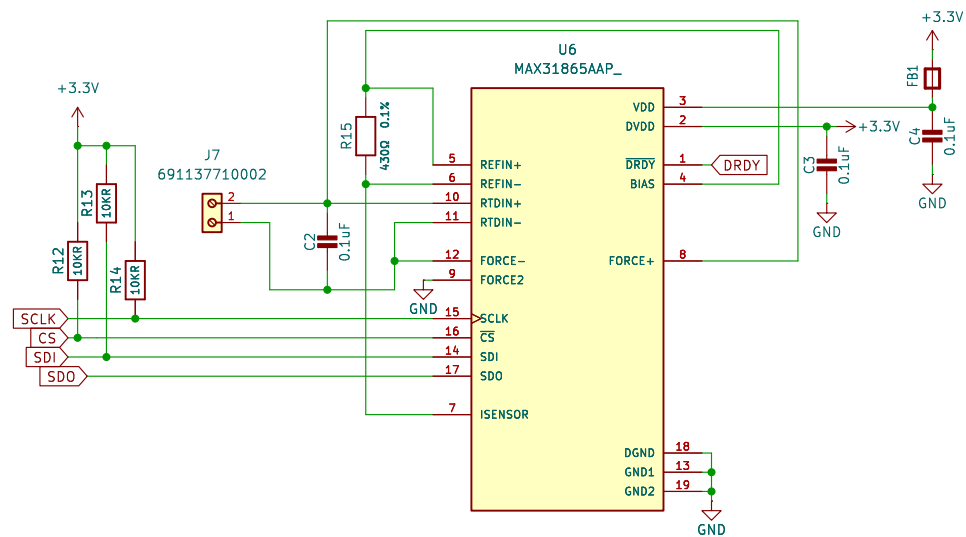 +3.3V
U6
MAX31865AAP_
FB1
+3.3V
VDD 3
DVDD 2
+3.3V
C4
0.1uF
C3
0.1uF
GND
GND
R15
430Ω 0.1%
J7
691137710002
2
1
5 REFIN+
6 REFIN-
10 RTDIN+
11 RTDIN-
12 FORCE-
9 FORCE2
GND
15 SCLK
16 CS
14 SDI
17 SDO
7 ISENSOR
DRDY 1
DRDY
BIAS 4
FORCE+ 8
C2
0.1uF
R13
10KR
R12
10KR
R14
10KR
SCLK
CS
SDI
SDO
DGND 18
GND1 13
GND2 19
GND